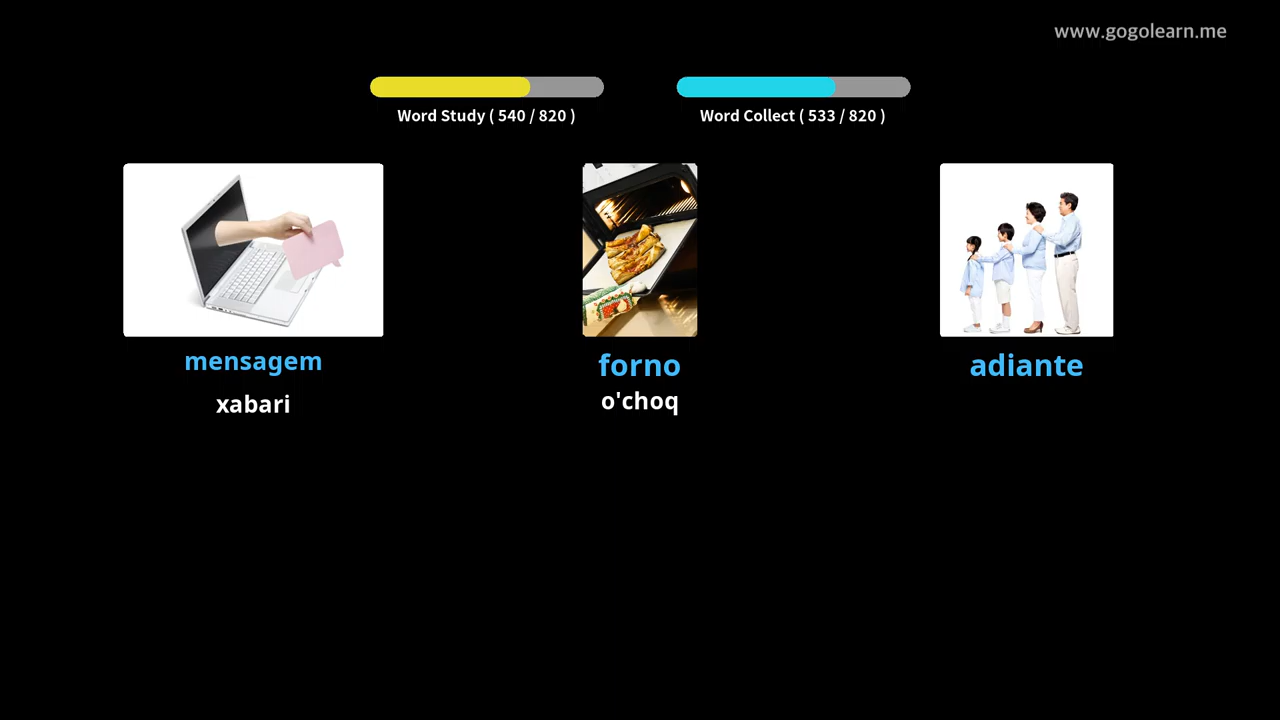 www.gogolearn.me
Word Study ( 540 / 820 )
Word Collect ( 533 / 820 )
mensagem
xabari
forno
o'choq
adiante